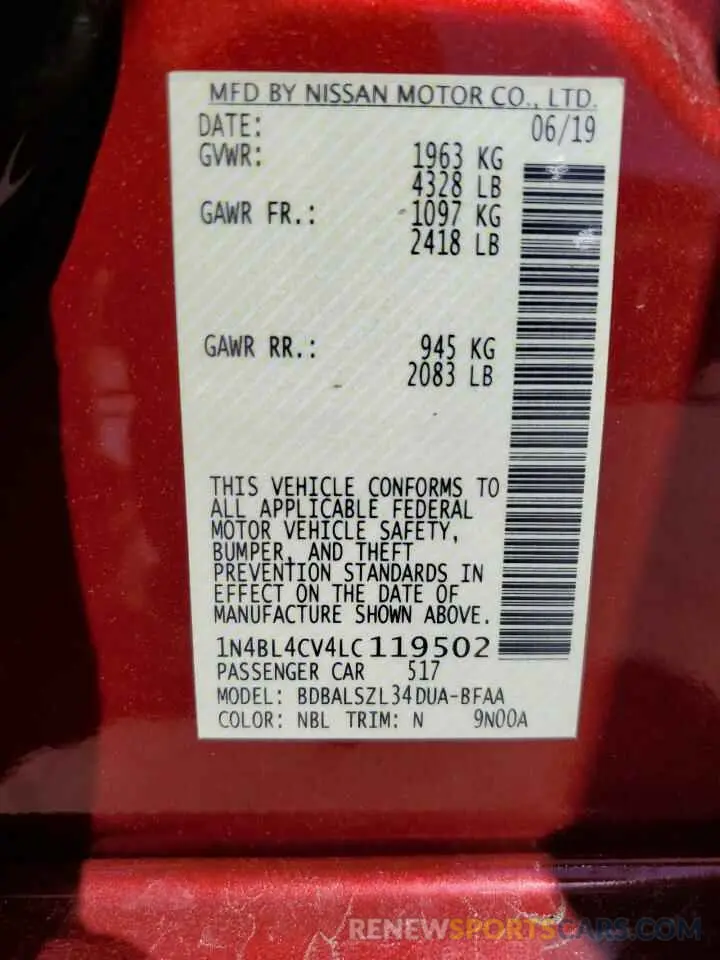 MFD BY NISSAN MOTOR CO., LTD.
DATE: 06/19
GVWR: 1963 KG
4328 LB
GAWR FR.: 1097 KG
2418 LB
GAWR RR.: 945 KG
2083 LB
THIS VEHICLE CONFORMS TO
ALL APPLICABLE FEDERAL
MOTOR VEHICLE SAFETY,
BUMPER, AND THEFT
PREVENTION STANDARDS IN
EFFECT ON THE DATE OF
MANUFACTURE SHOWN ABOVE.
1N4BL4CV4LC119502
PASSENGER CAR 517
MODEL: BDBALSZL34DUA-BFAA
COLOR: NBL TRIM: N 9N00A
RENEWSPORTSCARS.COM